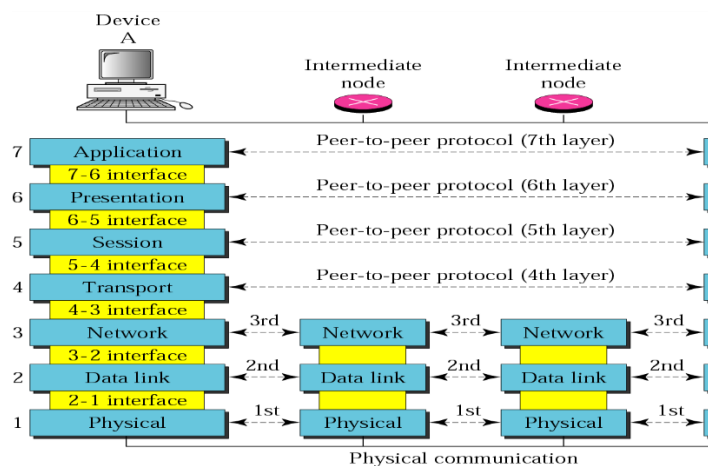 Device
A
Intermediate
node
Intermediate
node
7 Application Peer-to-peer protocol (7th layer)
7-6 interface
6 Presentation Peer-to-peer protocol (6th layer)
6-5 interface
5 Session Peer-to-peer protocol (5th layer)
5-4 interface
4 Transport Peer-to-peer protocol (4th layer)
4-3 interface
3 Network 3rd Network 3rd Network 3rd
3-2 interface
2 Data link 2nd Data link 2nd Data link 2nd
2-1 interface
1 Physical 1st Physical 1st Physical 1st
Physical communication